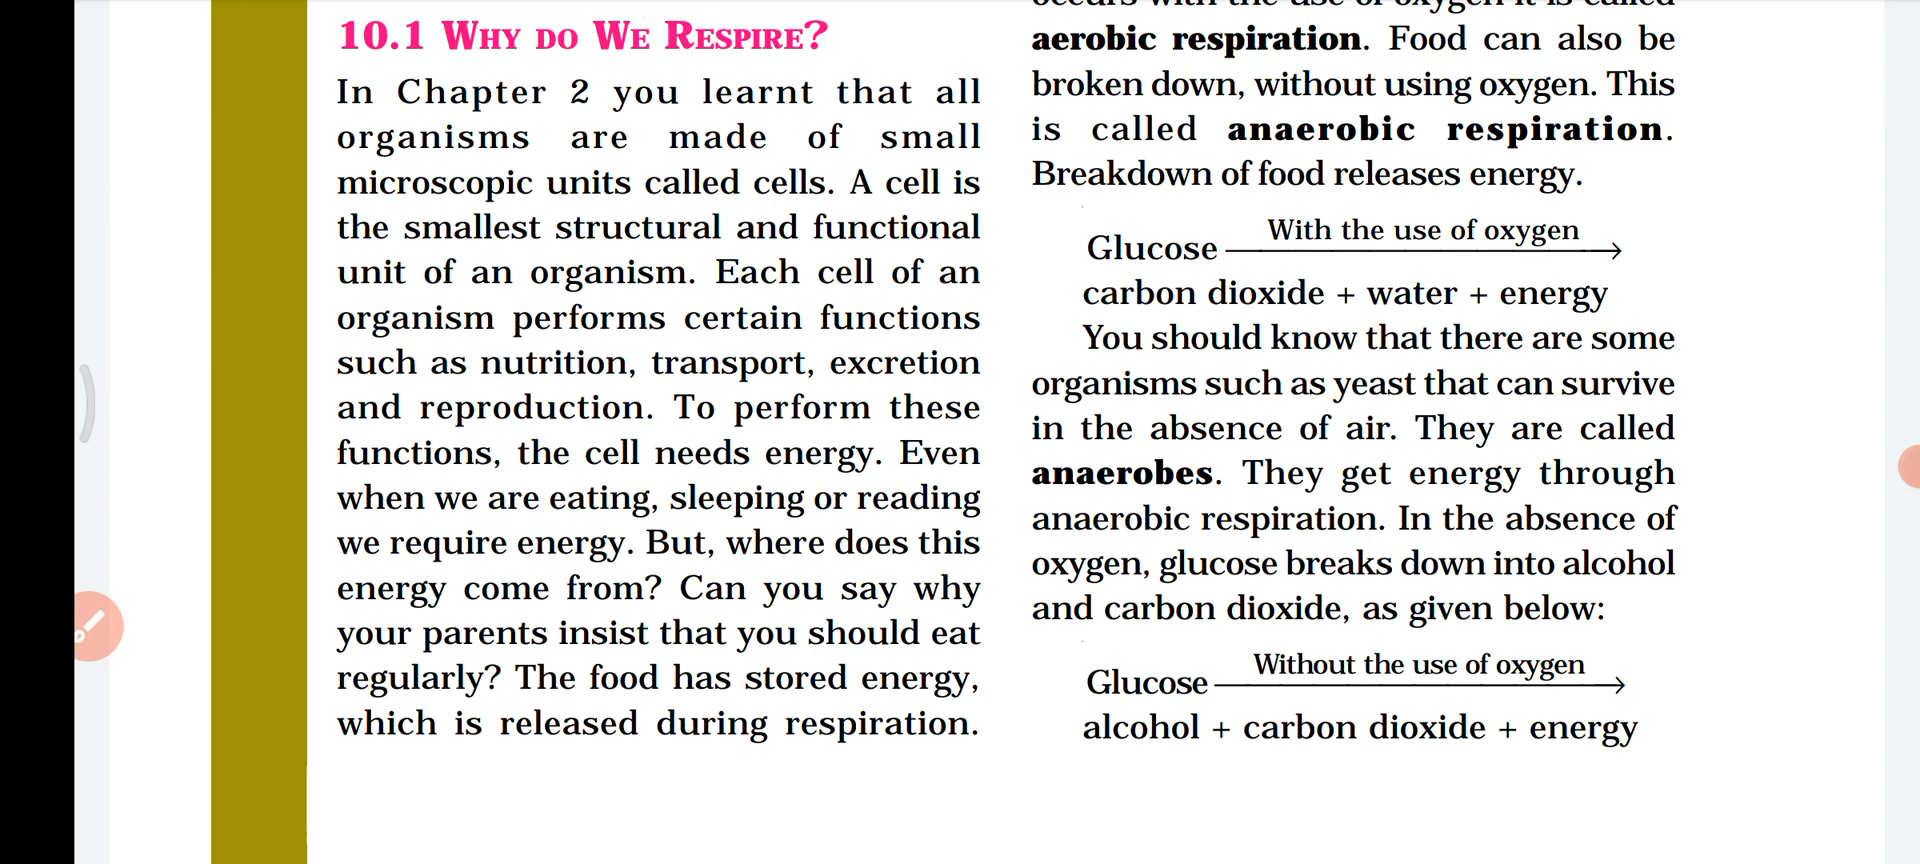 10.1 WHY DO WE RESPIRE?
In Chapter 2 you learnt that all
organisms are made of small
microscopic units called cells. A cell is
the smallest structural and functional
unit of an organism. Each cell of an
organism performs certain functions
such as nutrition, transport, excretion
and reproduction. To perform these
functions, the cell needs energy. Even
when we are eating, sleeping or reading
we require energy. But, where does this
energy come from? Can you say why
your parents insist that you should eat
regularly? The food has stored energy,
which is released during respiration.
occurs with the use of oxygen it is called
aerobic respiration. Food can also be
broken down, without using oxygen. This
is called anaerobic respiration.
Breakdown of food releases energy.
With the use of oxygen
Glucose ⟶
carbon dioxide + water + energy
You should know that there are some
organisms such as yeast that can survive
in the absence of air. They are called
anaerobes. They get energy through
anaerobic respiration. In the absence of
oxygen, glucose breaks down into alcohol
and carbon dioxide, as given below:
Without the use of oxygen
Glucose ⟶
alcohol + carbon dioxide + energy